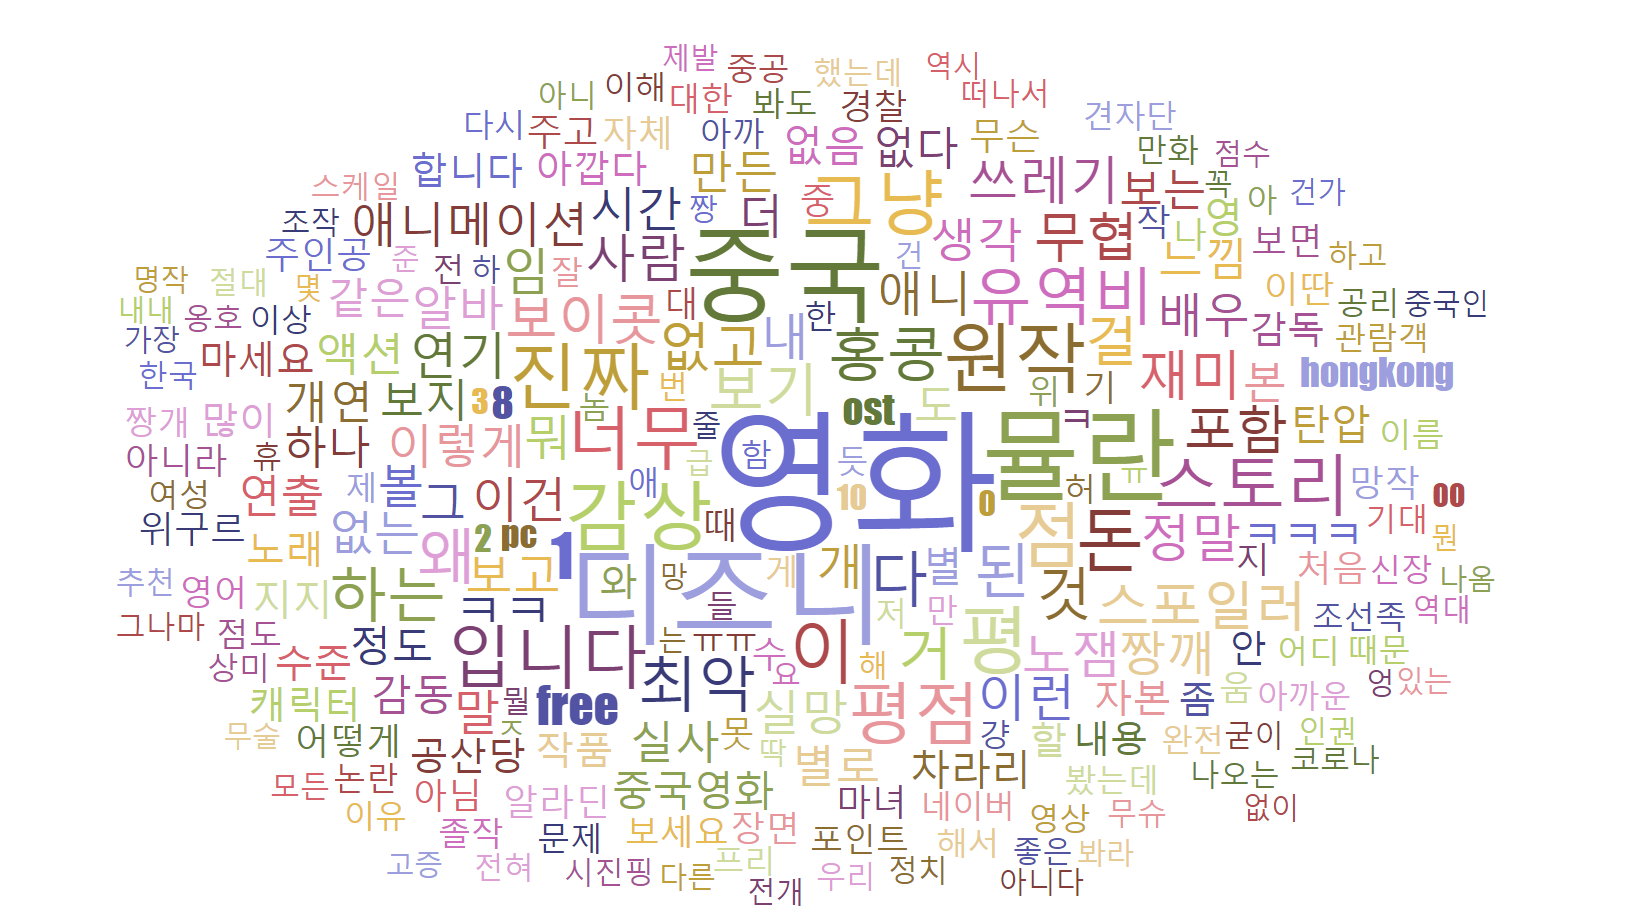 제발 중공 했는데 역시
아니 이해 대한 봐도 경찰 떠나서 견자단
다시 주고 자체 아까 없음 없다 무슨 만화 점수
합니다 아깝다 만든 그냥 쓰레기 보는 꼭
스케일 시간 짱 중 영 아 건가
조작 애니메이션 더 생각 무협 작 나 보면 하고
주인공 준 전 하 임 잘 사람 중국 건 느낌
명작 절대 몇 같은 알바 보이콧 대 애니 유역비 배우 이딴 공리 중국인
내내 옹호 이상 한 감독 관람객
가장 마세요 액션 연기 진짜 없고 내 홍콩 원작 걸 재미 본 hongkong
한국 개연 보지 3 8 놈 번 보기 ost 도 위 기
짱개 많이 하나 이렇게 뭐 너무 줄 영화 뮬란 ㅋ 포함 탄압 이름
아니라 휴 함 급 듯 ㅠ
여성 연출 제 볼 그 이건 감상 애 10 0 점 허 스토리 망작 00
위구르 노래 없는 왜 2 pc 1 때 돈 정말 ㅋㅋㅋ 기대 뭔
추천 영어 지지 하는 보고 와 망 디즈니 게 개 다 별 된 것 지 처음 신장 나옴
그나마 점도 ㅋㅋ 들 저 만 스포일러 조선족 역대
상미 수준 정도 입니다 는 ㅠㅠ 수 이 거 평 노잼 짱깨 안 어디 때문
캐릭터 감동 말 뭘 free 최악 요 해 실망 평점 이런 자본 좀 움 아까운 엉 있는
무술 어떻게 ㅈ 작품 실사 못 딱 걍 할 내용 완전 굳이 인권
모든 논란 공산당 아님 알라딘 중국영화 별로 차라리 봤는데 나오는 코로나
이유 마녀 네이버 영상 무슈 없이
졸작 문제 보세요 장면 포인트 해서 좋은 봐라
고증 전혀 시진핑 다른 프리 우리 정치 아니다
전개